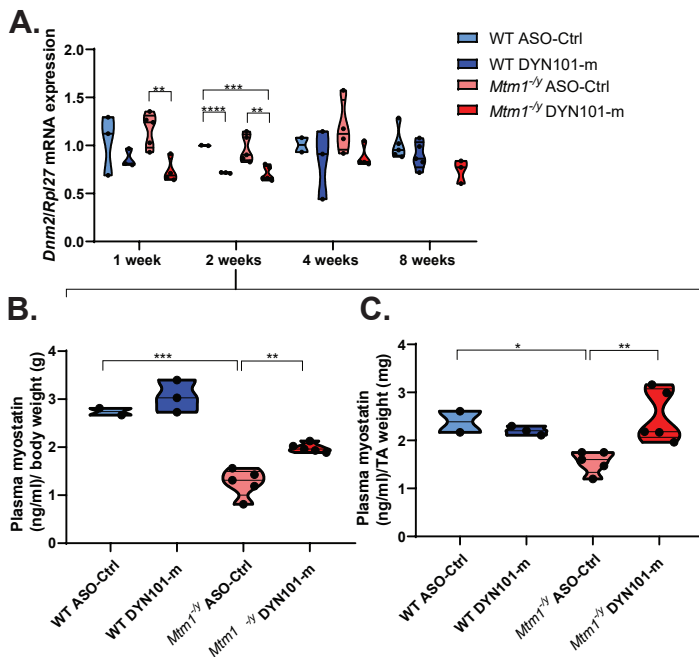 A.
WT ASO-Ctrl
WT DYN101-m
Mtm1-/y ASO-Ctrl
Mtm1-/y DYN101-m
Dnm2/Rpl27 mRNA expression
2.0
1.5
1.0
0.5
0.0
**
***
****
**
1 week
2 weeks
4 weeks
8 weeks
B.
Plasma myostatin
(ng/ml)/ body weight (g)
4
3
2
1
0
***
**
WT ASO-Ctrl
WT DYN101-m
Mtm1-/y ASO-Ctrl
Mtm1 -/y DYN101-m
C.
Plasma myostatin
(ng/ml)/TA weight (mg)
4
3
2
1
0
*
**
WT ASO-Ctrl
WT DYN101-m
Mtm1-/y ASO-Ctrl
Mtm1-/y DYN101-m